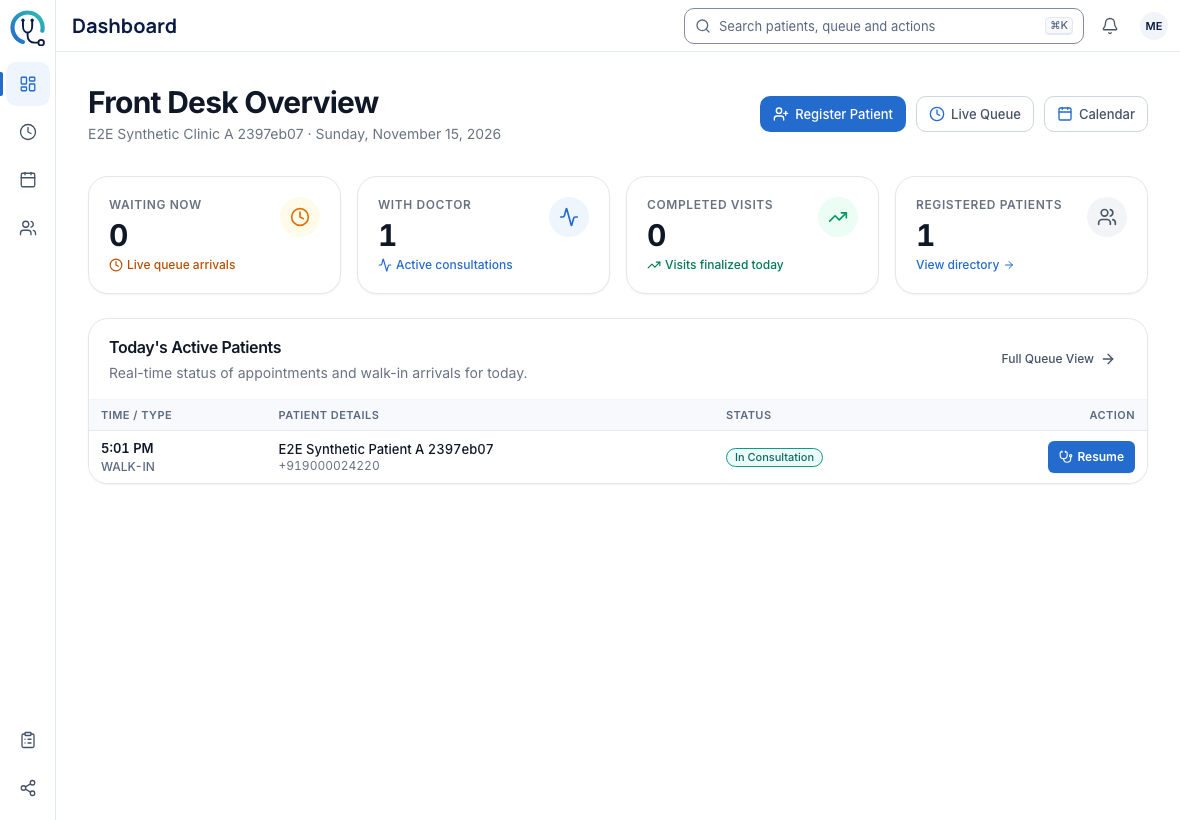 Dashboard
Search patients, queue and actions
⌘K
ME
Front Desk Overview
E2E Synthetic Clinic A 2397eb07 · Sunday, November 15, 2026
Register Patient
Live Queue
Calendar
WAITING NOW
0
Live queue arrivals
WITH DOCTOR
1
Active consultations
COMPLETED VISITS
0
Visits finalized today
REGISTERED PATIENTS
1
View directory →
Today's Active Patients
Real-time status of appointments and walk-in arrivals for today.
Full Queue View →
TIME / TYPE PATIENT DETAILS STATUS ACTION
5:01 PM
WALK-IN
E2E Synthetic Patient A 2397eb07
+919000024220
In Consultation
Resume